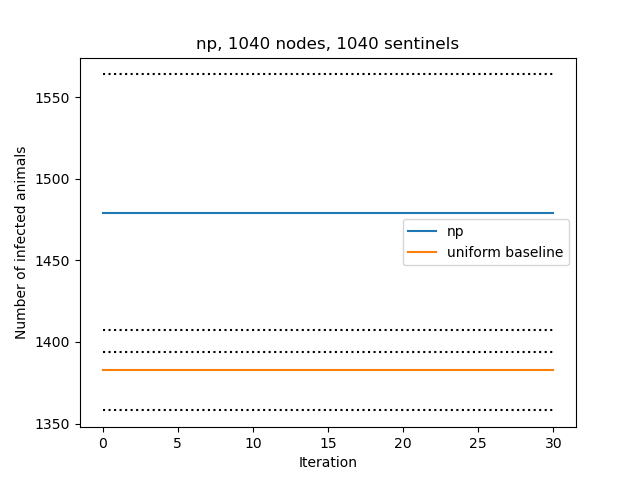 np, 1040 nodes, 1040 sentinels
Number of infected animals
1550
1500
1450
1400
1350
np
uniform baseline
0 5 10 15 20 25 30
Iteration